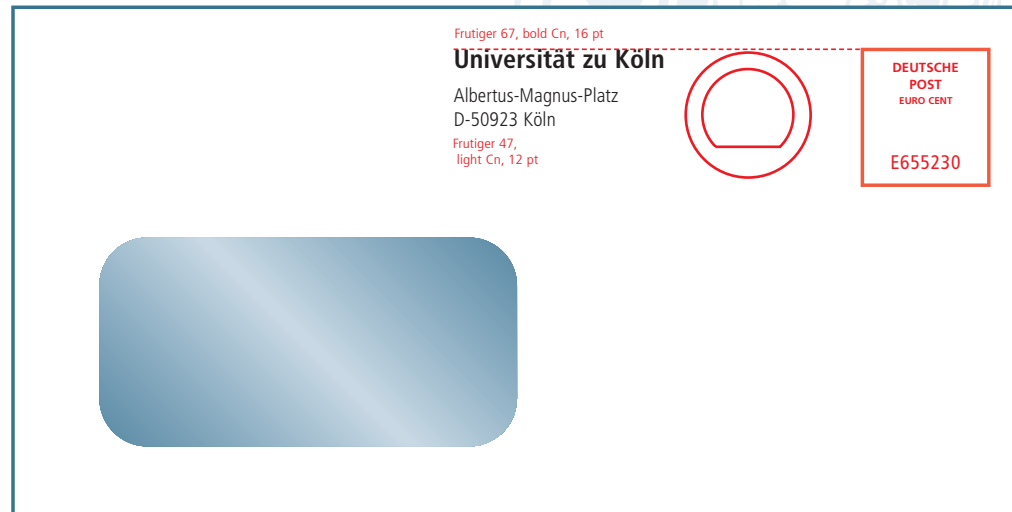 Frutiger 67, bold Cn, 16 pt
Universität zu Köln
Albertus-Magnus-Platz
D-50923 Köln
Frutiger 47,
light Cn, 12 pt
DEUTSCHE
POST
EURO CENT
E655230